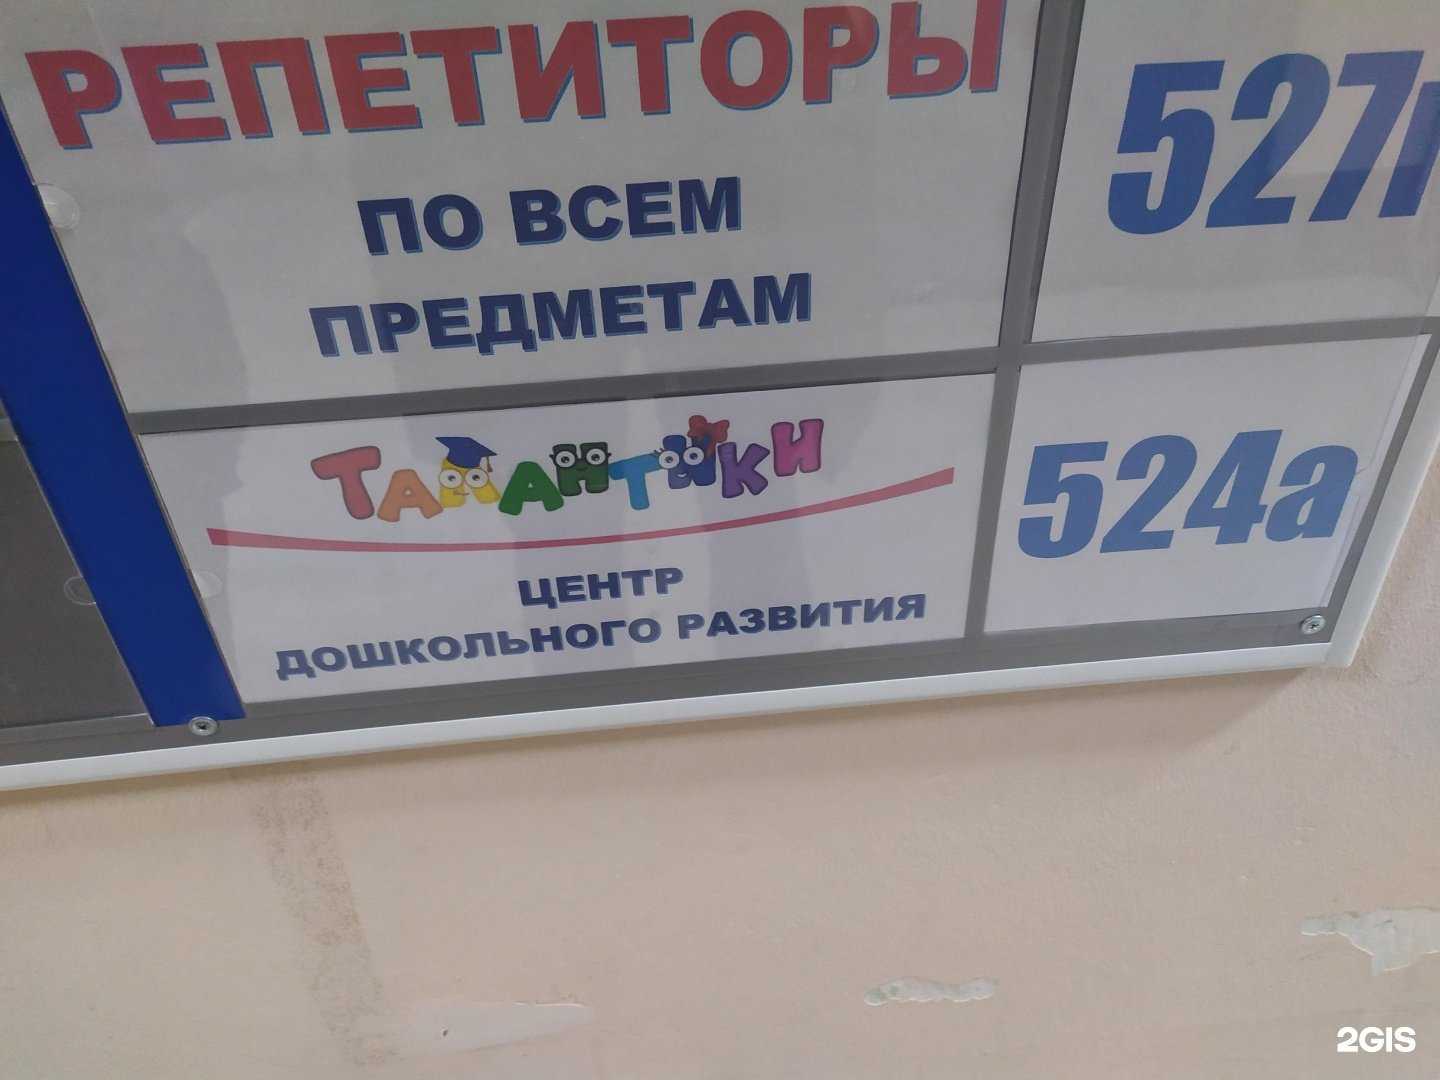 РЕПЕТИТОРЫ
ПО ВСЕМ
ПРЕДМЕТАМ
527
ТАЛАНТИКИ
ЦЕНТР
ДОШКОЛЬНОГО РАЗВИТИЯ
524а
2GIS